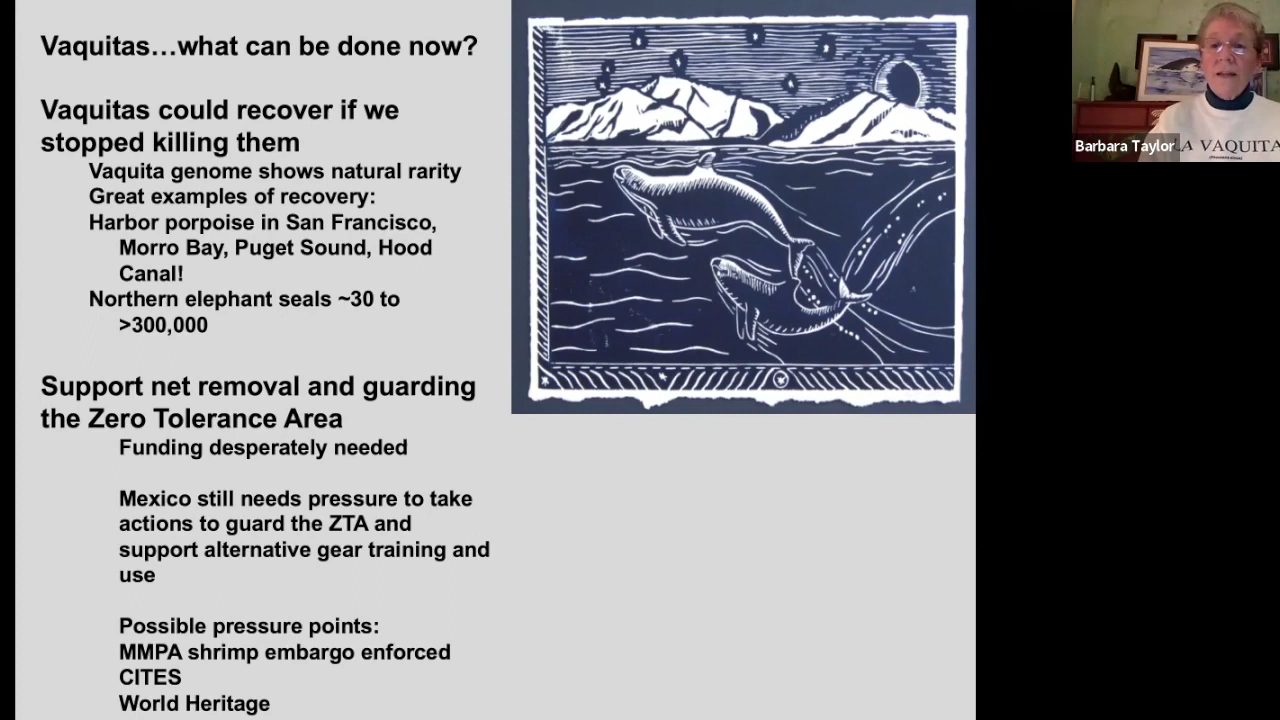 Vaquitas…what can be done now?
Vaquitas could recover if we
stopped killing them
Vaquita genome shows natural rarity
Great examples of recovery:
Harbor porpoise in San Francisco,
Morro Bay, Puget Sound, Hood
Canal!
Northern elephant seals ~30 to
>300,000
Support net removal and guarding
the Zero Tolerance Area
Funding desperately needed
Mexico still needs pressure to take
actions to guard the ZTA and
support alternative gear training and
use
Possible pressure points:
MMPA shrimp embargo enforced
CITES
World Heritage
Barbara Taylor
LA VAQUITA